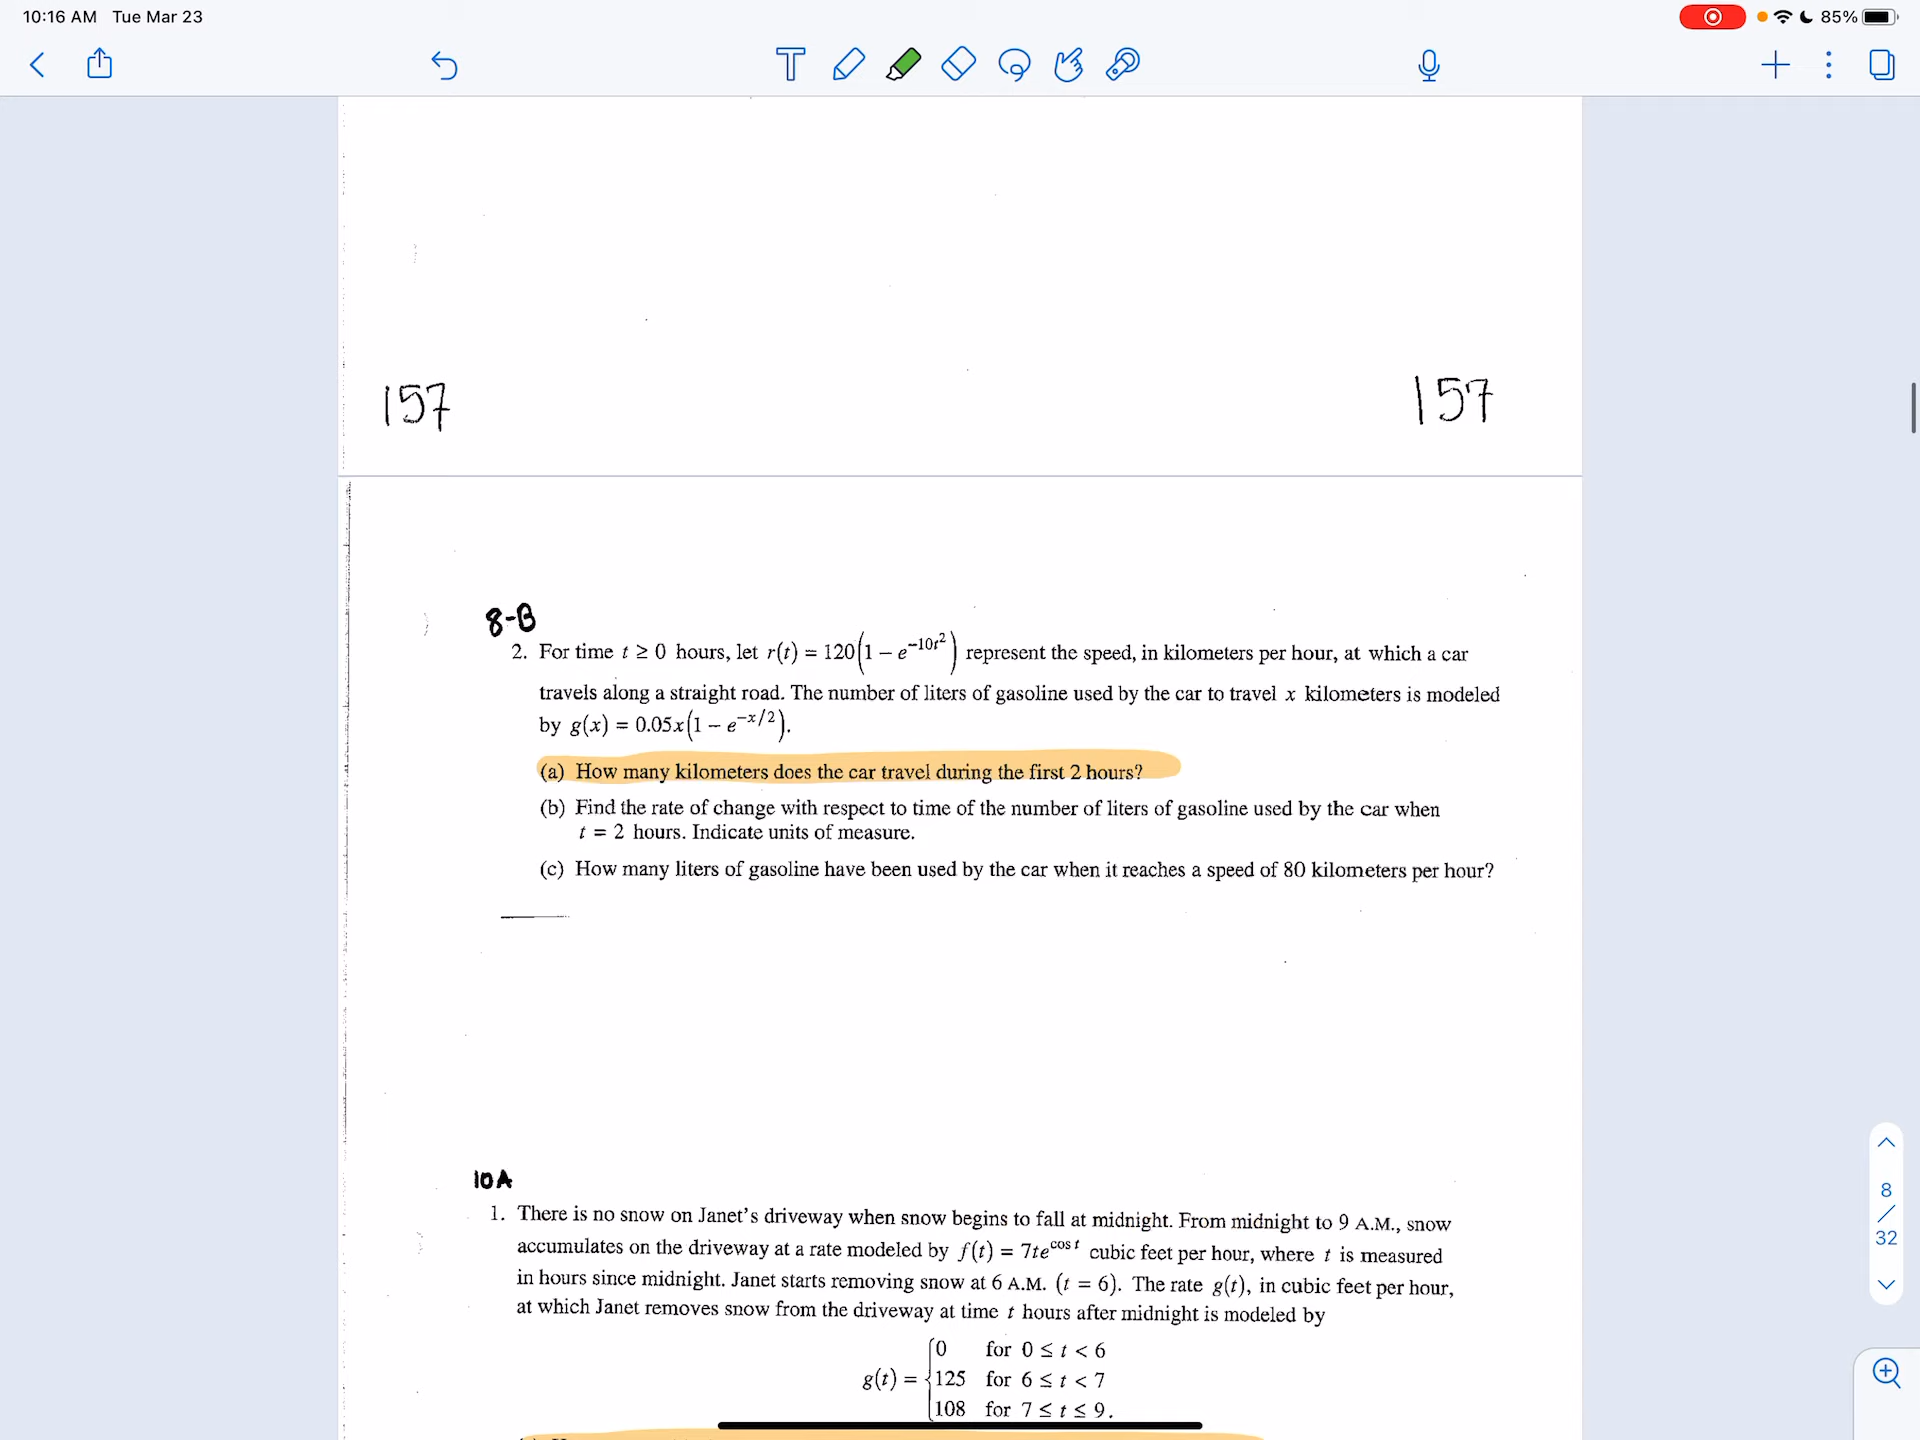 10:16 AM Tue Mar 23
85%
157 157
8-B
2. For time t ≥ 0 hours, let r(t) = 120(1 − e^{−10t²}) represent the speed, in kilometers per hour, at which a car
travels along a straight road. The number of liters of gasoline used by the car to travel x kilometers is modeled
by g(x) = 0.05x(1 − e^{−x/2}).
(a) How many kilometers does the car travel during the first 2 hours?
(b) Find the rate of change with respect to time of the number of liters of gasoline used by the car when
t = 2 hours. Indicate units of measure.
(c) How many liters of gasoline have been used by the car when it reaches a speed of 80 kilometers per hour?
10A
1. There is no snow on Janet's driveway when snow begins to fall at midnight. From midnight to 9 A.M., snow
accumulates on the driveway at a rate modeled by f(t) = 7te^{cos t} cubic feet per hour, where t is measured
in hours since midnight. Janet starts removing snow at 6 A.M. (t = 6). The rate g(t), in cubic feet per hour,
at which Janet removes snow from the driveway at time t hours after midnight is modeled by
0 for 0 ≤ t < 6
g(t) = { 125 for 6 ≤ t < 7
108 for 7 ≤ t ≤ 9.
8
/
32